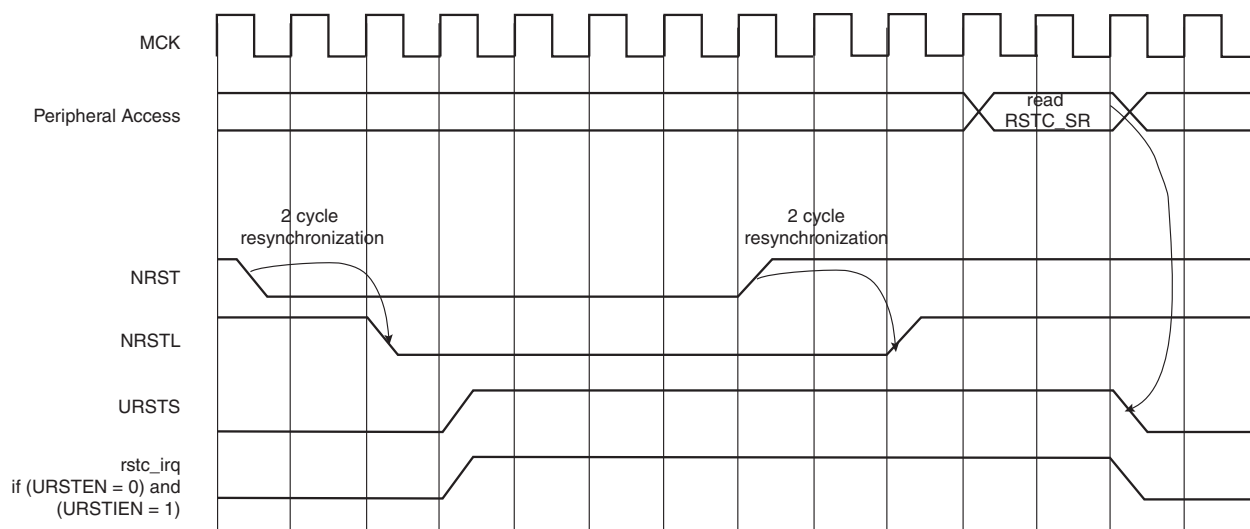 MCK
Peripheral Access
read
RSTC_SR
2 cycle
resynchronization
2 cycle
resynchronization
NRST
NRSTL
URSTS
rstc_irq
if (URSTEN = 0) and
(URSTIEN = 1)